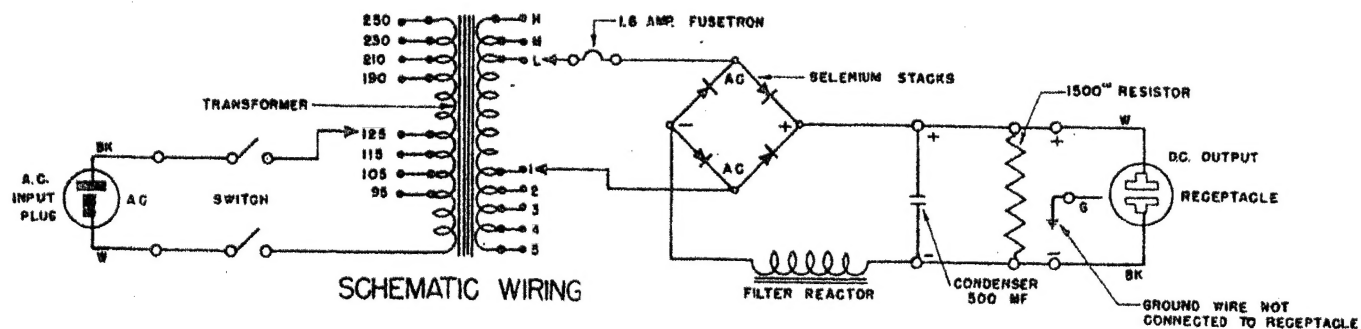 250
230
210
190
TRANSFORMER
125
115
105
95
BK
A.C.
INPUT
PLUG
AC
SWITCH
W
H
M
L
1
2
3
4
5
1.6 AMP. FUSETRON
AC
SELENIUM STACKS
-
+
AC
FILTER REACTOR
+
-
CONDENSER
500 MF
1500ω RESISTOR
+
-
W
D.C. OUTPUT
RECEPTACLE
G
BK
GROUND WIRE NOT
CONNECTED TO RECEPTACLE
SCHEMATIC WIRING